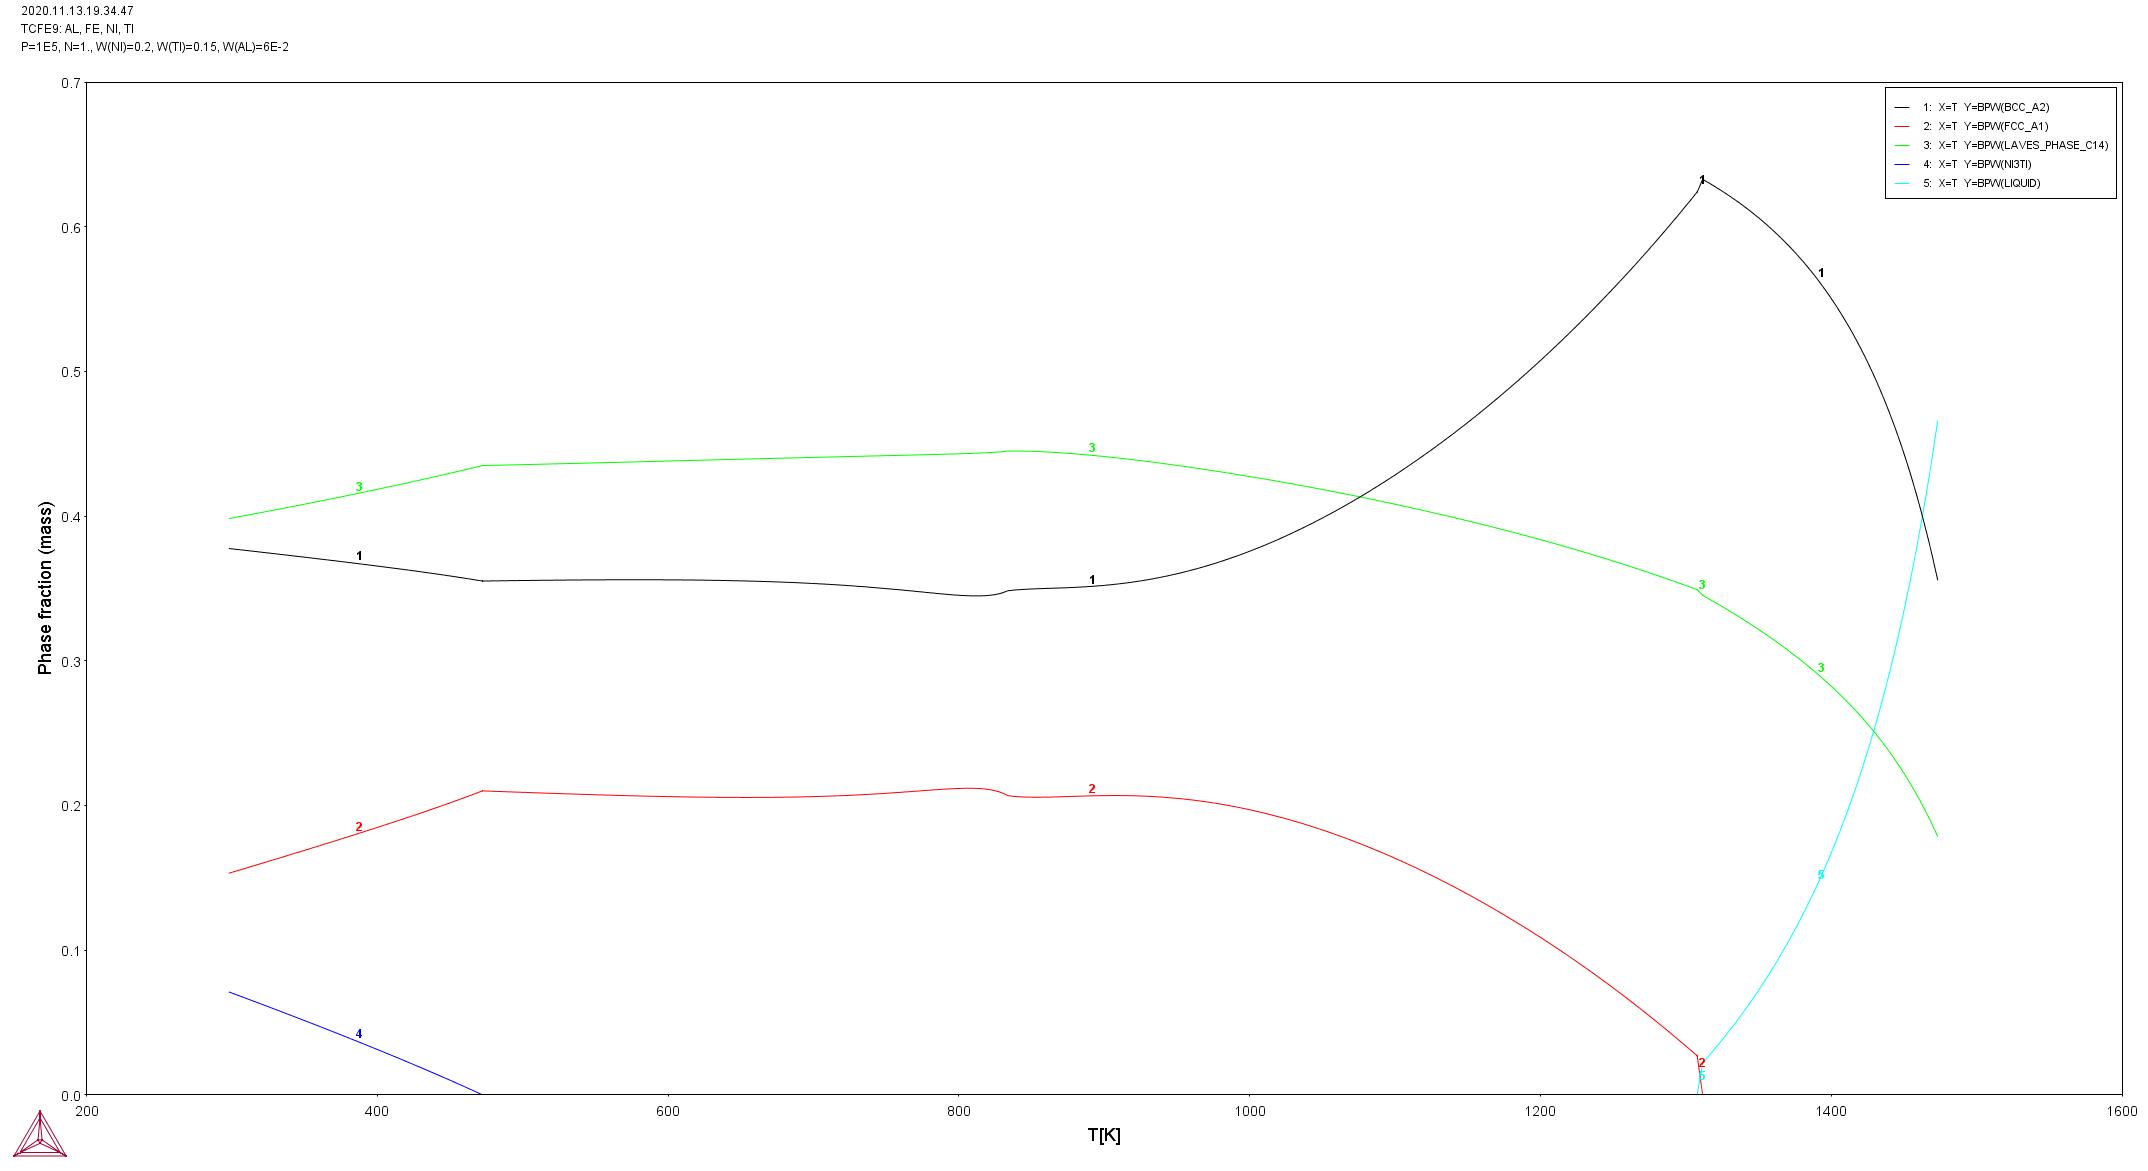 2020.11.13.19.34.47
TCFE9: AL, FE, NI, TI
P=1E5, N=1., W(NI)=0.2, W(TI)=0.15, W(AL)=6E-2
1: X=T Y=BPW(BCC_A2)
2: X=T Y=BPW(FCC_A1)
3: X=T Y=BPW(LAVES_PHASE_C14)
4: X=T Y=BPW(NI3TI)
5: X=T Y=BPW(LIQUID)
Phase fraction (mass)
0.7
0.6
0.5
0.4
0.3
0.2
0.1
0.0
1
1
1
1
3
3
3
3
2
2
2
4
5
5
200 400 600 800 1000 1200 1400 1600
T[K]